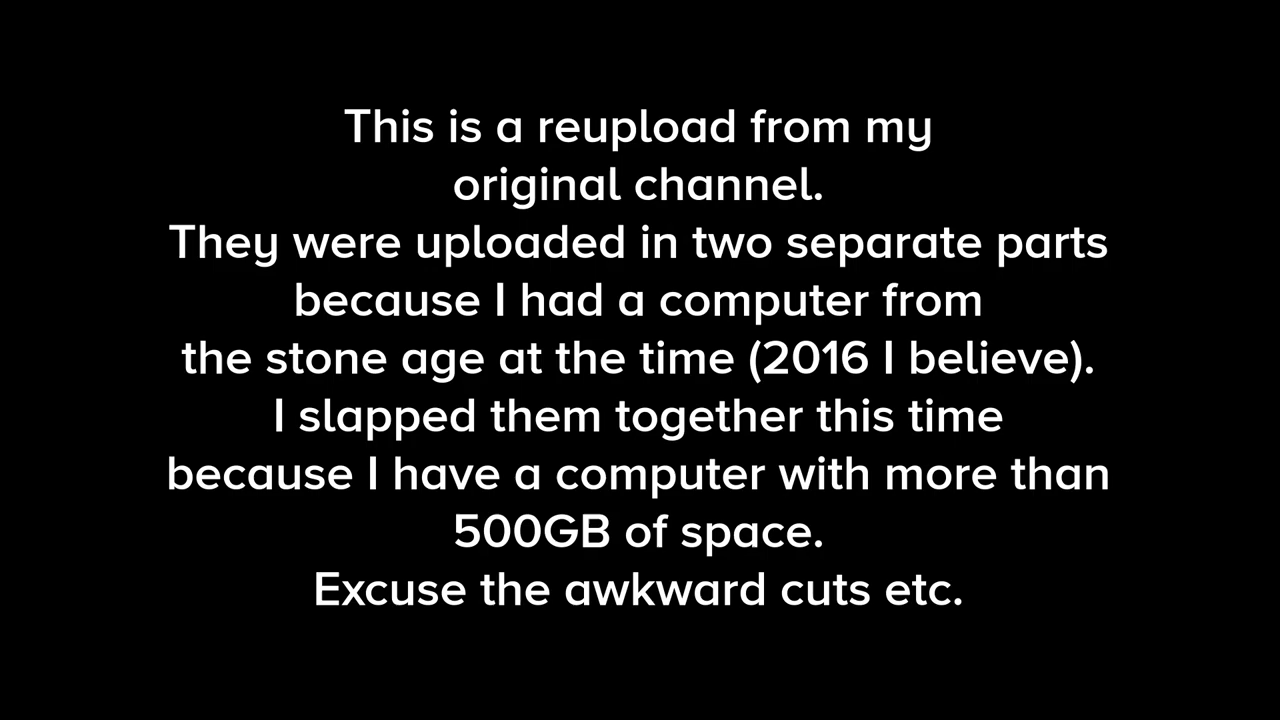 This is a reupload from my
original channel.
They were uploaded in two separate parts
because I had a computer from
the stone age at the time (2016 I believe).
I slapped them together this time
because I have a computer with more than
500GB of space.
Excuse the awkward cuts etc.